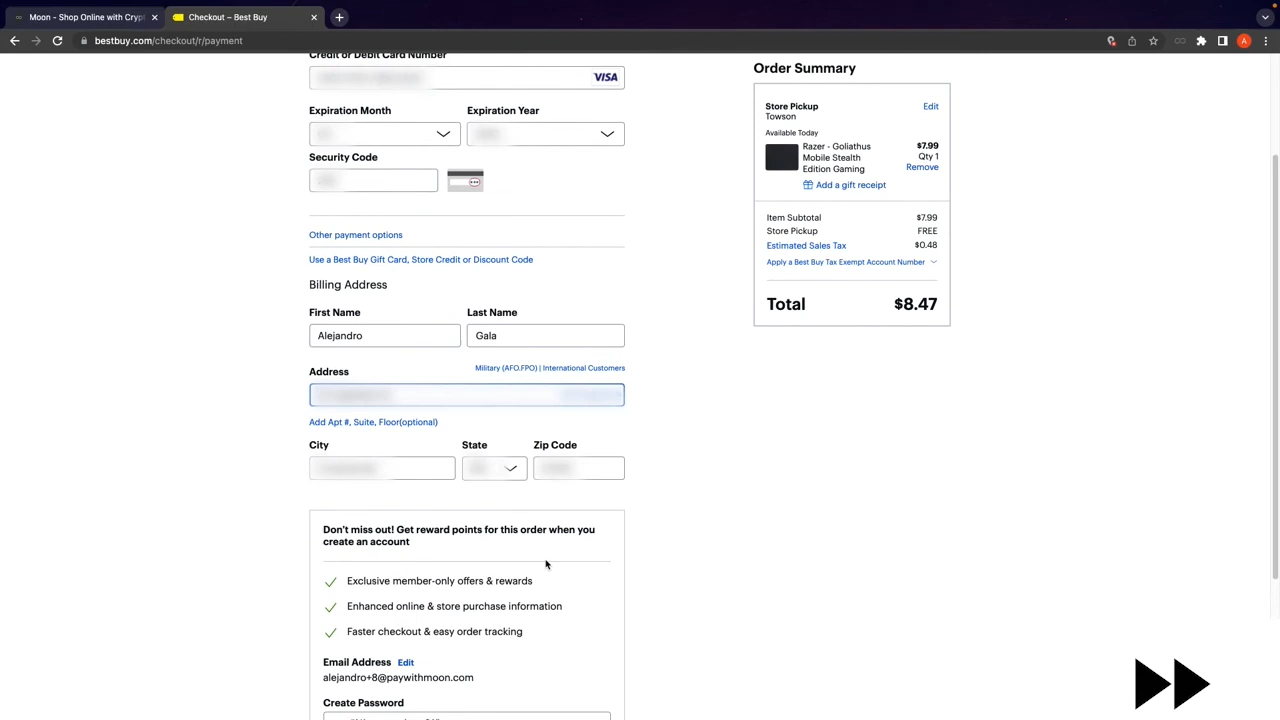 Moon - Shop Online with Crypt
Checkout – Best Buy
bestbuy.com/checkout/r/payment
A
Credit or Debit Card Number
VISA
Expiration Month
Expiration Year
Security Code
Other payment options
Use a Best Buy Gift Card, Store Credit or Discount Code
Billing Address
First Name
Last Name
Alejandro
Gala
Address
Military (AFO.FPO) | International Customers
Add Apt #, Suite, Floor(optional)
City
State
Zip Code
Don't miss out! Get reward points for this order when you
create an account
Exclusive member-only offers & rewards
Enhanced online & store purchase information
Faster checkout & easy order tracking
Email Address Edit
alejandro+8@paywithmoon.com
Create Password
Order Summary
Store Pickup
Edit
Towson
Available Today
Razer - Goliathus
Mobile Stealth
Edition Gaming
$7.99
Qty 1
Remove
Add a gift receipt
Item Subtotal $7.99
Store Pickup FREE
Estimated Sales Tax $0.48
Apply a Best Buy Tax Exempt Account Number
Total $8.47